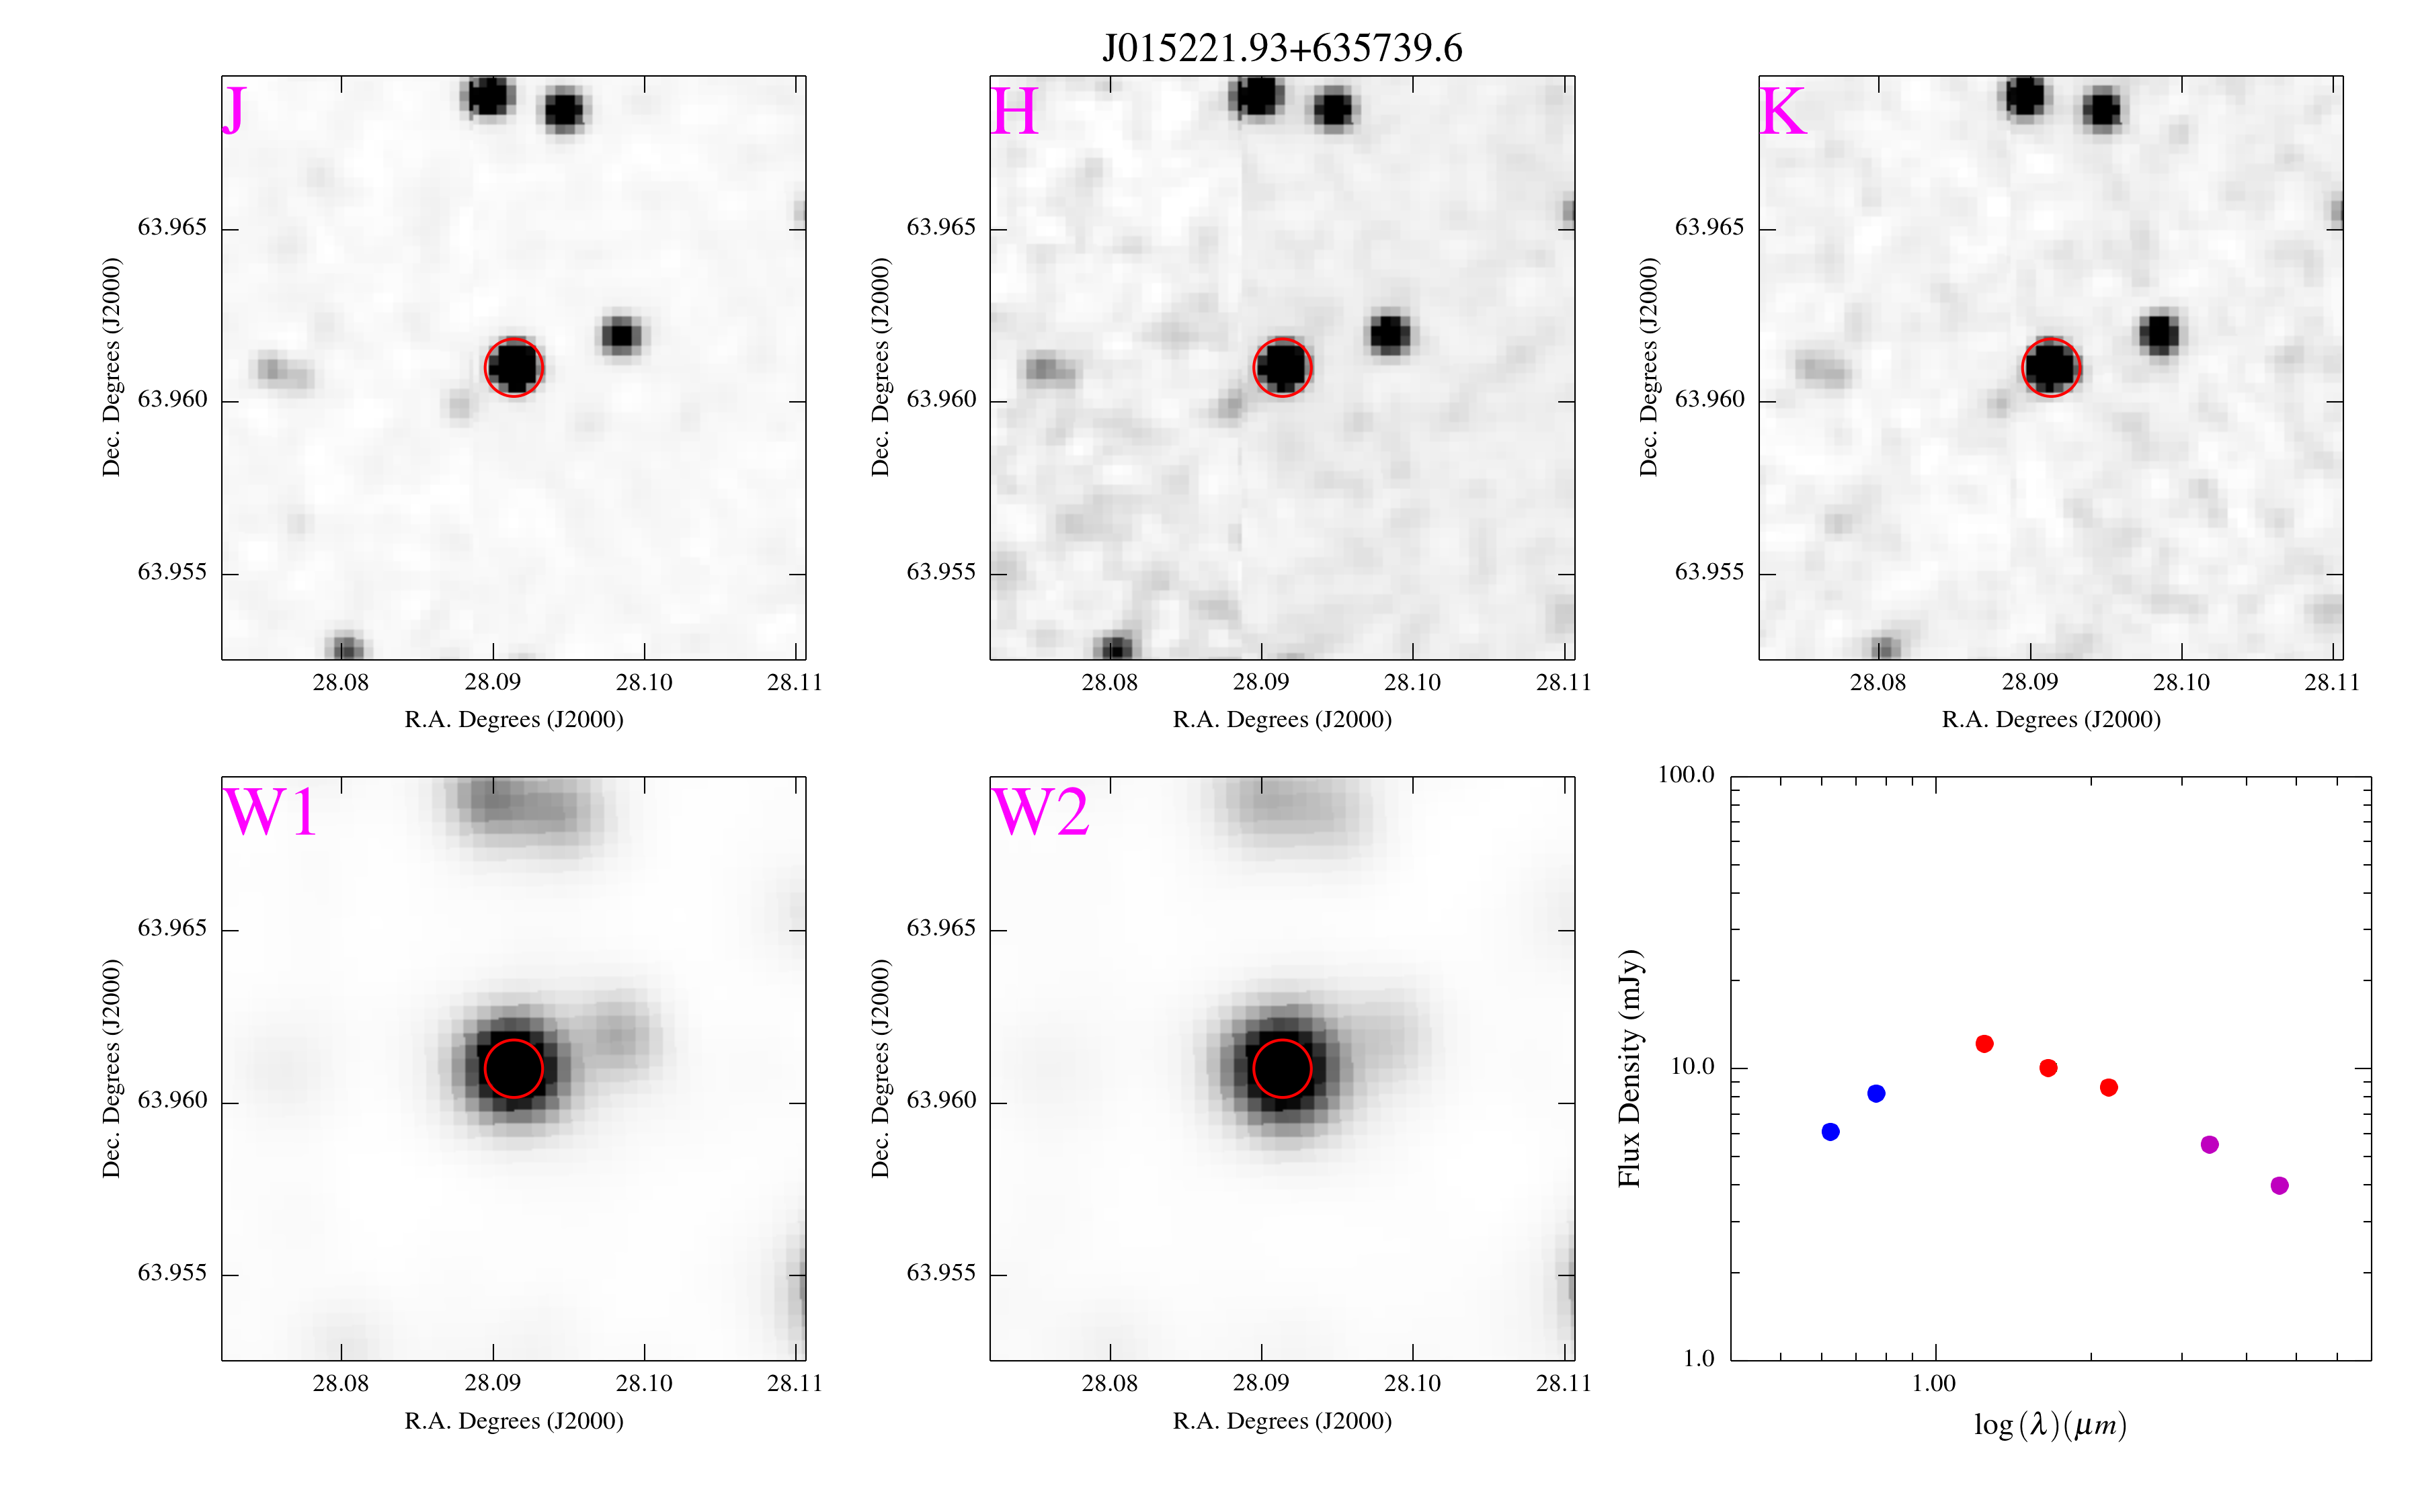 J015221.93+635739.6
J
63.965
63.960
63.955
Dec. Degrees (J2000)
28.08 28.09 28.10 28.11
R.A. Degrees (J2000)
H
63.965
63.960
63.955
Dec. Degrees (J2000)
28.08 28.09 28.10 28.11
R.A. Degrees (J2000)
K
63.965
63.960
63.955
Dec. Degrees (J2000)
28.08 28.09 28.10 28.11
R.A. Degrees (J2000)
W1
63.965
63.960
63.955
Dec. Degrees (J2000)
28.08 28.09 28.10 28.11
R.A. Degrees (J2000)
W2
63.965
63.960
63.955
Dec. Degrees (J2000)
28.08 28.09 28.10 28.11
R.A. Degrees (J2000)
100.0
10.0
1.0
Flux Density (mJy)
1.00
log(λ)(μm)